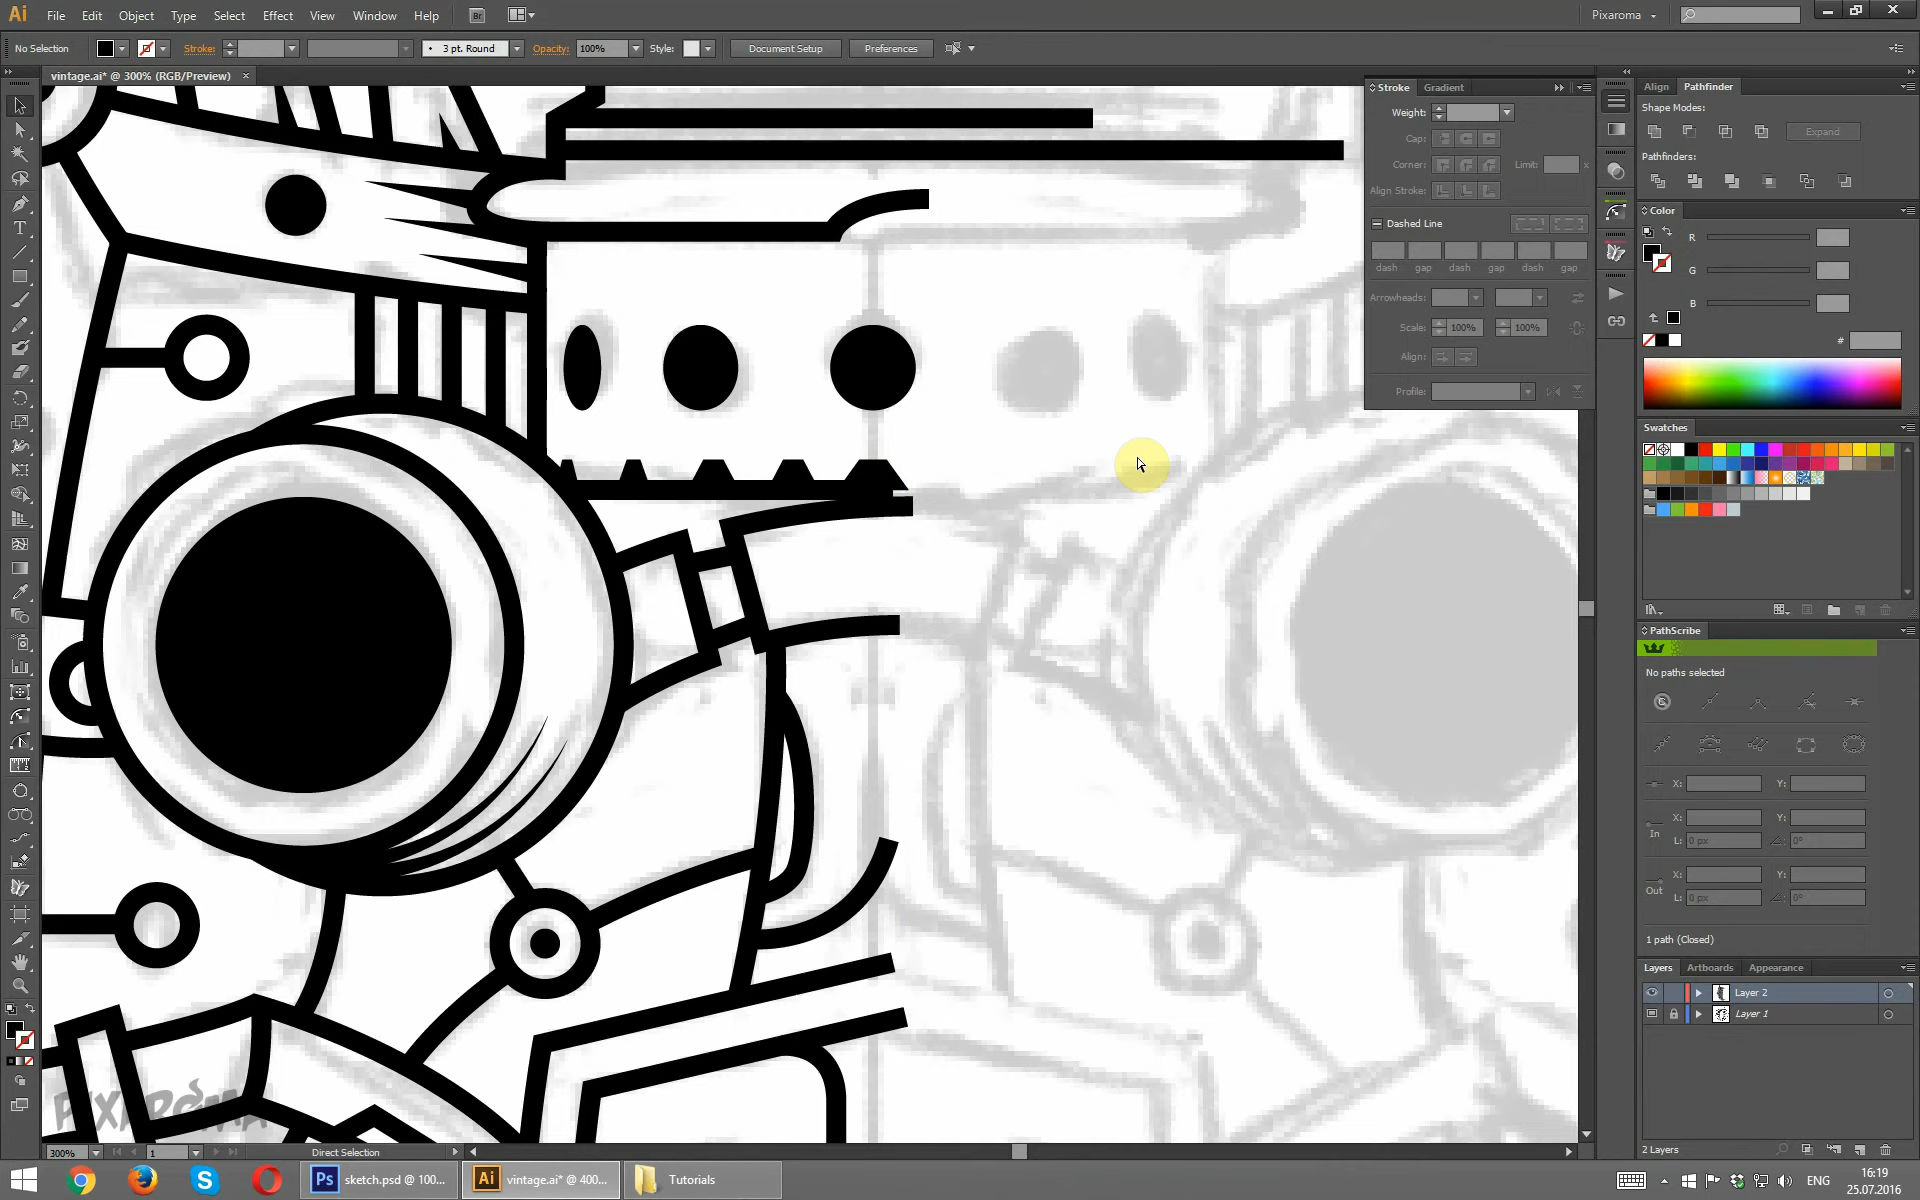 Ai File Edit Object Type Select Effect View Window Help Br Pixaroma
No Selection Stroke: 3 pt. Round Opacity: 100% Style: Document Setup Preferences
vintage.ai* @ 300% (RGB/Preview) ×
Stroke Gradient
Weight:
Cap:
Corner: Limit: x
Align Stroke:
Dashed Line
dash gap dash gap dash gap
Arrowheads:
Scale: 100% 100%
Align:
Profile:
Align Pathfinder
Shape Modes:
Expand
Pathfinders:
Color
R
G
B
#
Swatches
PathScribe
No paths selected
X: Y:
In
X: Y:
L: 0 px 0°
Out
X: Y:
L: 0 px 0°
1 path (Closed)
Layers Artboards Appearance
Layer 2
Layer 1
2 Layers
PIXAROMA
300% 1 Direct Selection
Ps sketch.psd @ 100... Ai vintage.ai* @ 400... Tutorials
ENG
16:19
25.07.2016